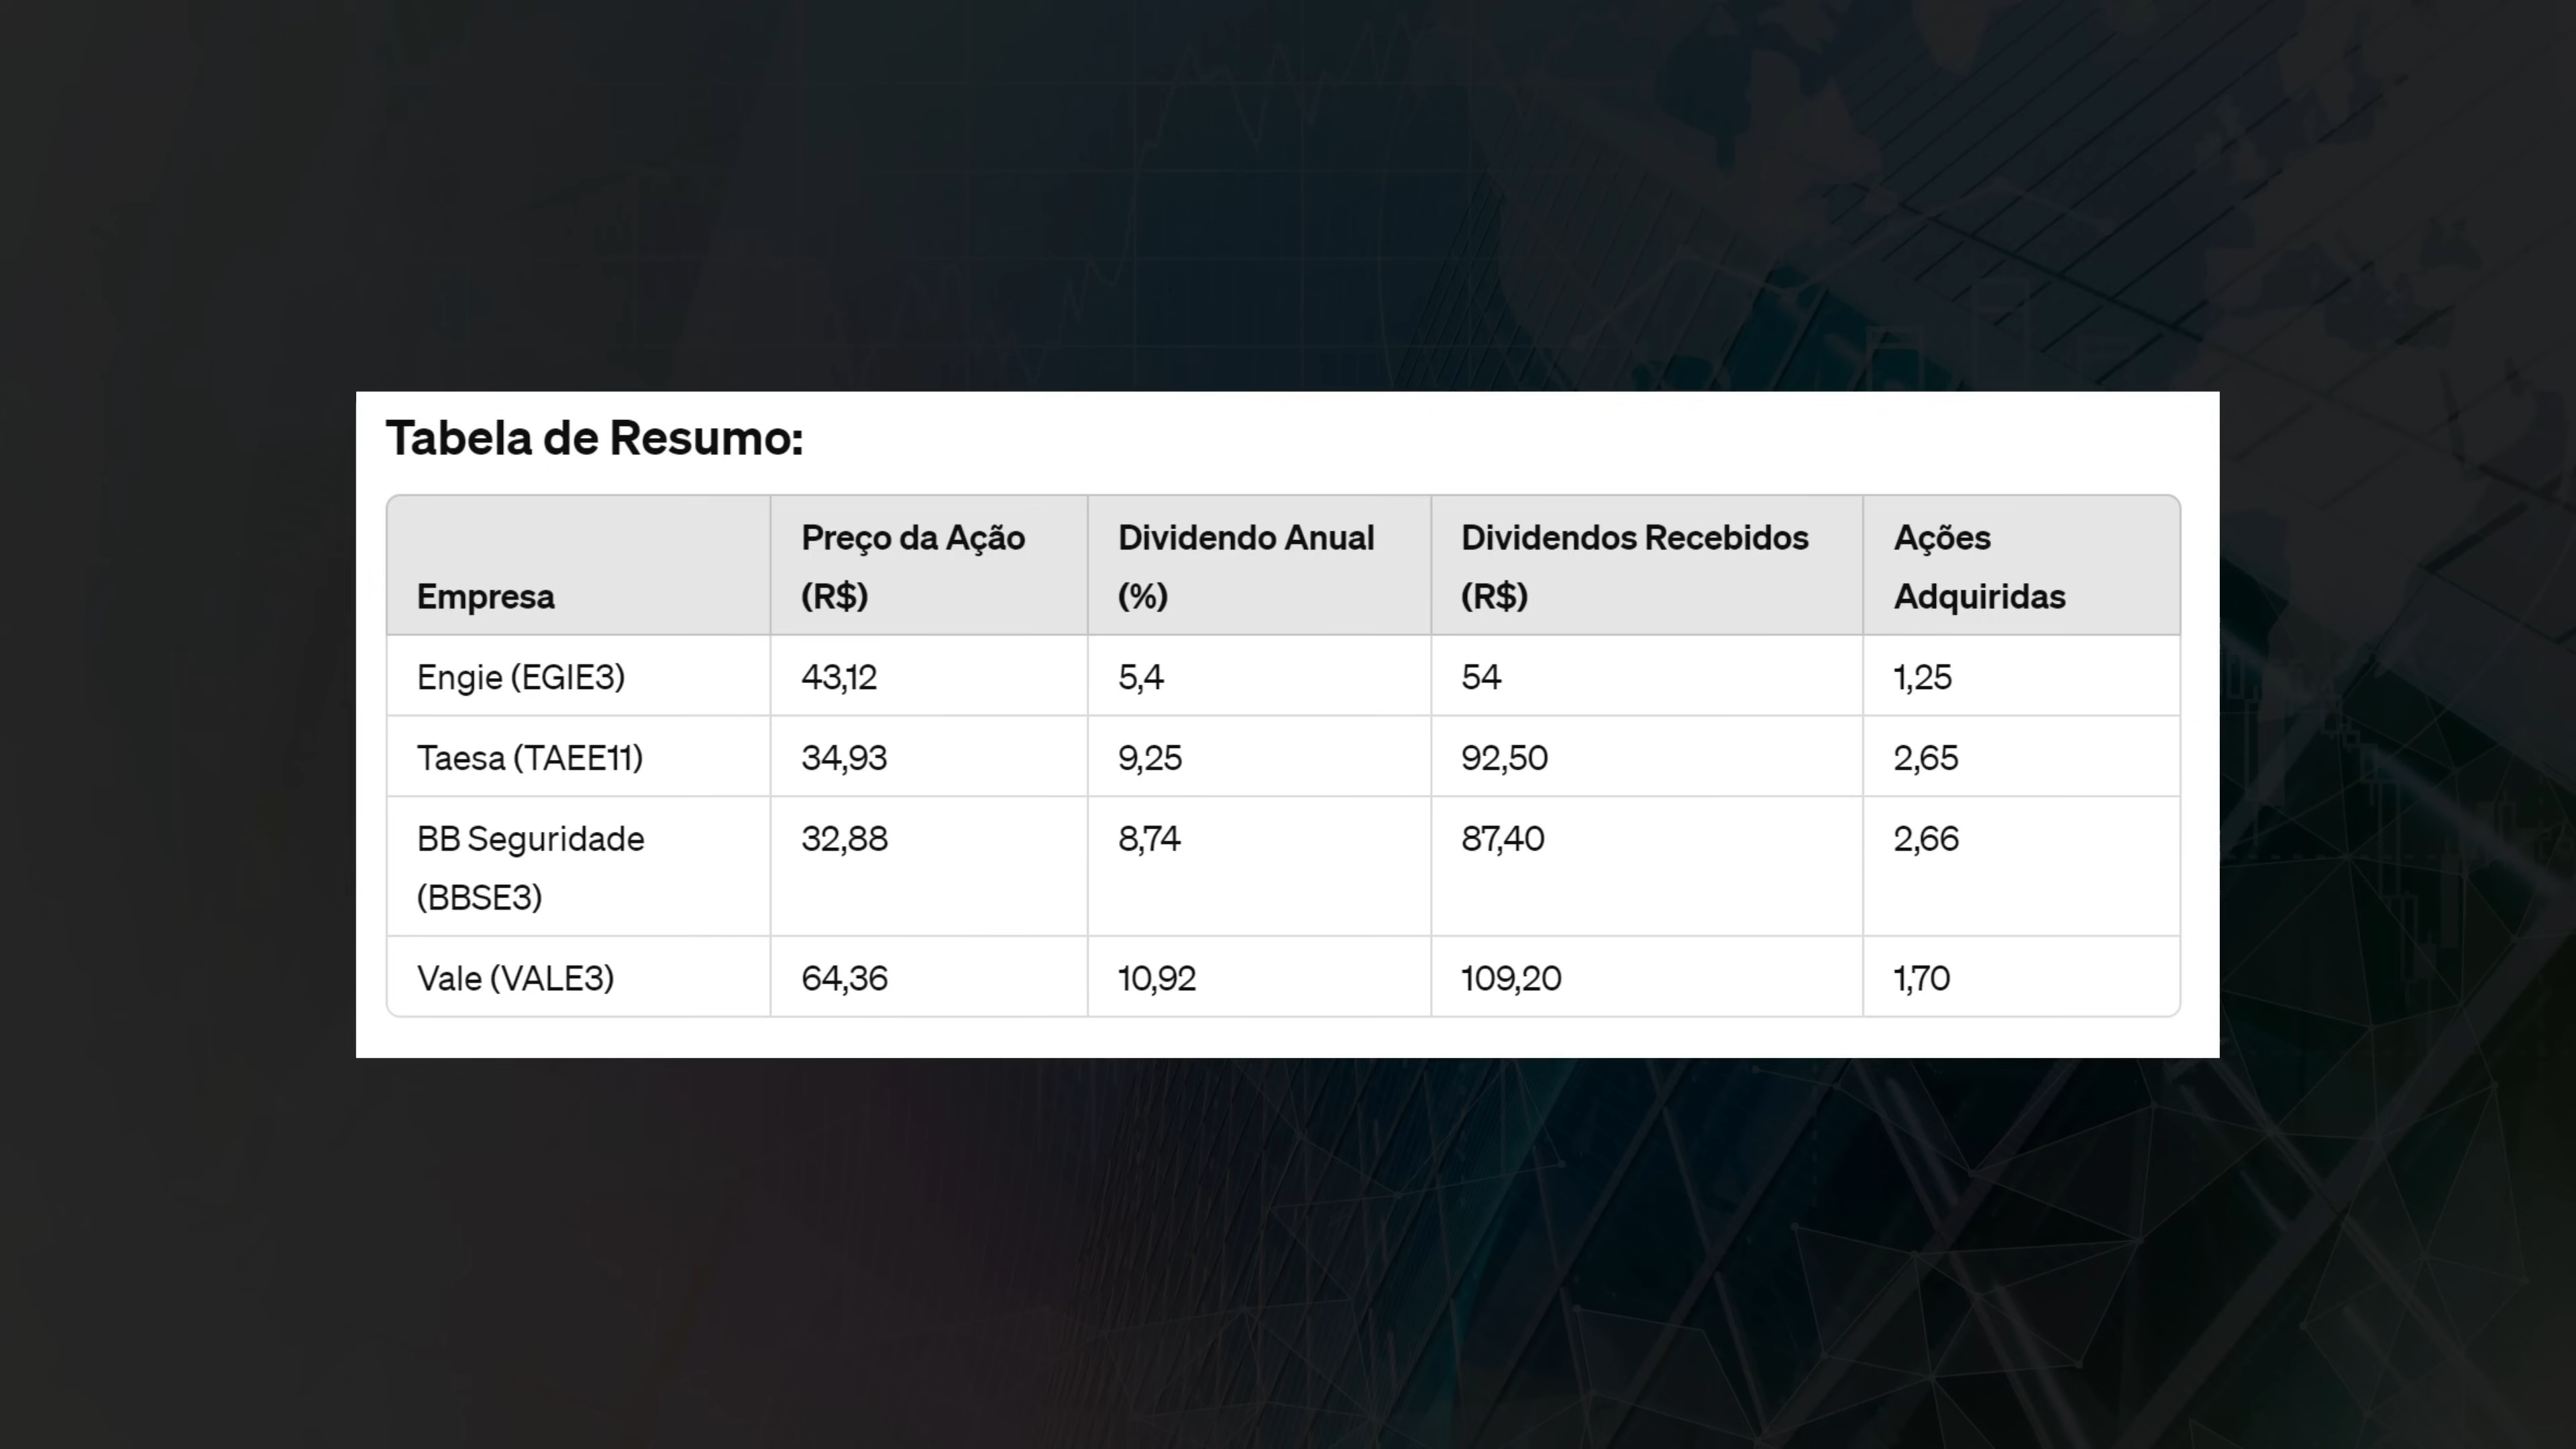 Tabela de Resumo:
Empresa
Preço da Ação
(R$)
Dividendo Anual
(%)
Dividendos Recebidos
(R$)
Ações
Adquiridas
Engie (EGIE3)
43,12
5,4
54
1,25
Taesa (TAEE11)
34,93
9,25
92,50
2,65
BB Seguridade
(BBSE3)
32,88
8,74
87,40
2,66
Vale (VALE3)
64,36
10,92
109,20
1,70